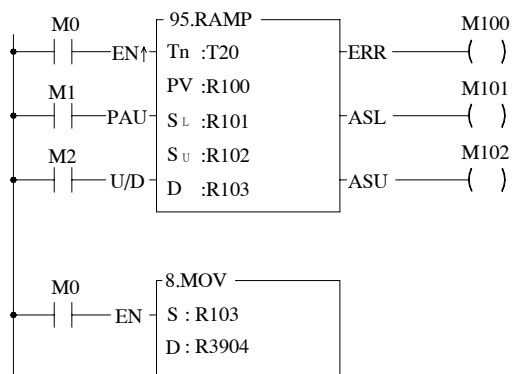 M0 95.RAMP M100
EN↑ Tn :T20 ERR
M1 PV :R100 M101
PAU SL :R101 ASL
M2 SU :R102 M102
U/D D :R103 ASU
M0 8.MOV
EN S : R103
D : R3904